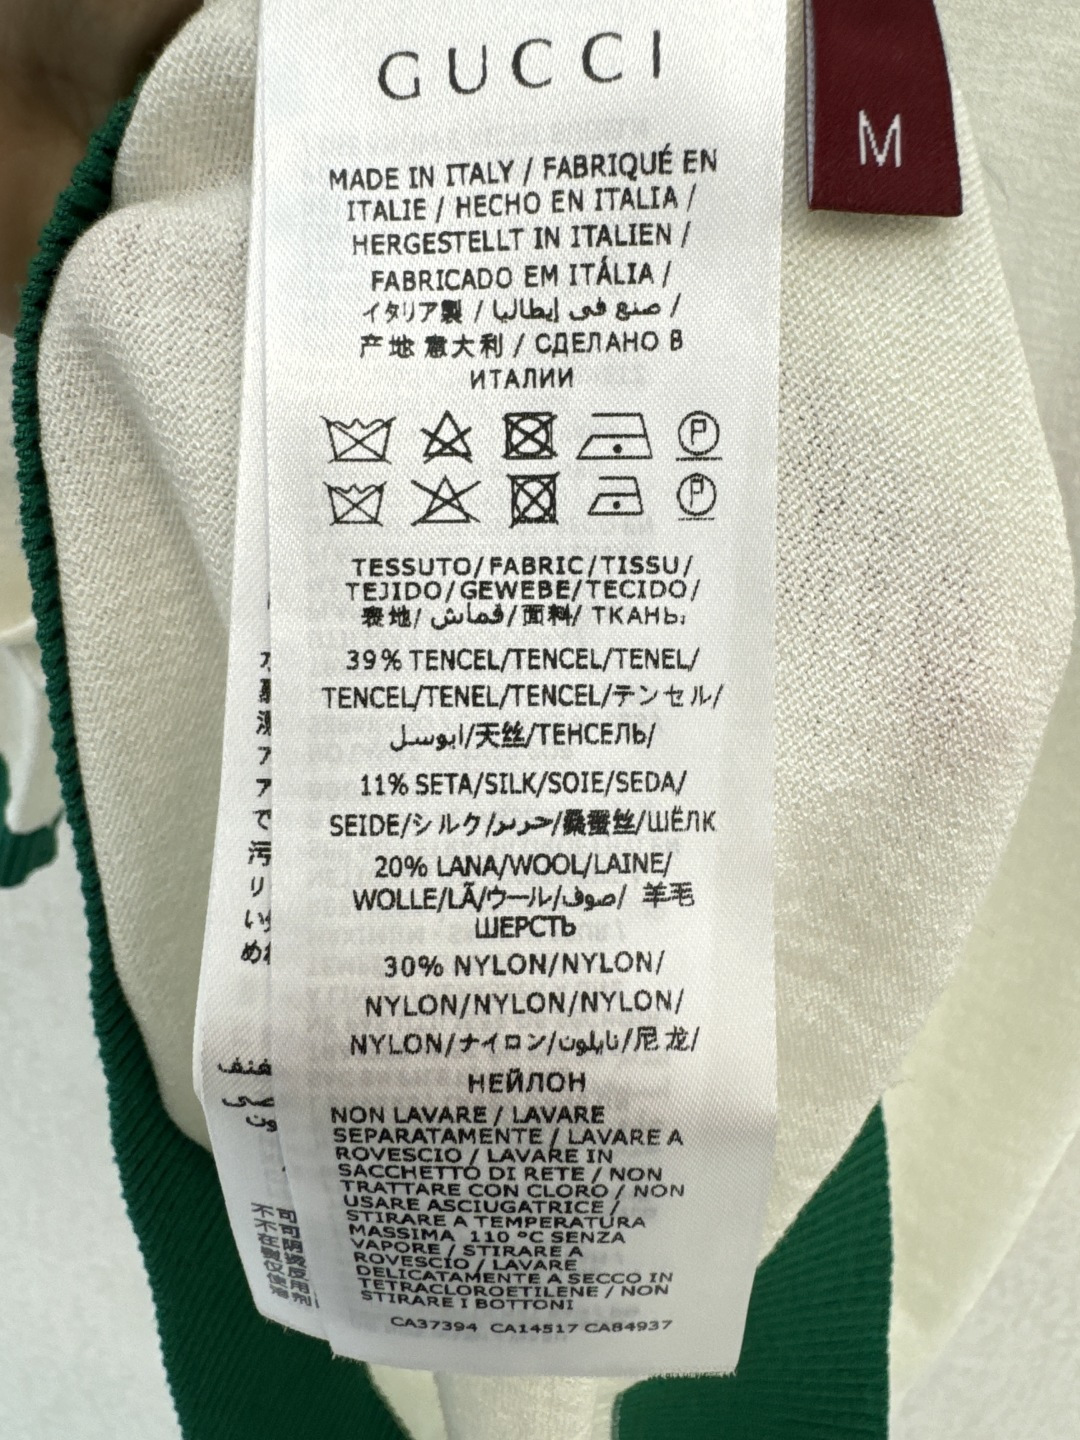 GUCCI
M
MADE IN ITALY / FABRIQUÉ EN
ITALIE / HECHO EN ITALIA /
HERGESTELLT IN ITALIEN /
FABRICADO EM ITÁLIA /
イタリア製 / صنع في إيطاليا /
产地 意大利 / СДЕЛАНО В
ИТАЛИИ
TESSUTO/FABRIC/TISSU/
TEJIDO/GEWEBE/TECIDO/
表地/ قماش/面料/ ТКАНЬ:
39% TENCEL/TENCEL/TENEL/
TENCEL/TENEL/TENCEL/テンセル/
ايوسل/天丝/ТЕНСЕЛЬ/
11% SETA/SILK/SOIE/SEDA/
SEIDE/シルク/حرير/桑蚕丝/ШЁЛК
20% LANA/WOOL/LAINE/
WOLLE/LÃ/ウール/صوف/ 羊毛
ШЕРСТЬ
30% NYLON/NYLON/
NYLON/NYLON/NYLON/
NYLON/ナイロン/نايلون/尼龙/
НЕЙЛОН
NON LAVARE / LAVARE
SEPARATAMENTE / LAVARE A
ROVESCIO / LAVARE IN
SACCHETTO DI RETE / NON
TRATTARE CON CLORO / NON
USARE ASCIUGATRICE /
STIRARE A TEMPERATURA
MASSIMA 110 °C SENZA
VAPORE / STIRARE A
ROVESCIO / LAVARE
DELICATAMENTE A SECCO IN
TETRACLOROETILENE / NON
STIRARE I BOTTONI
CA37394 CA14517 CA84937